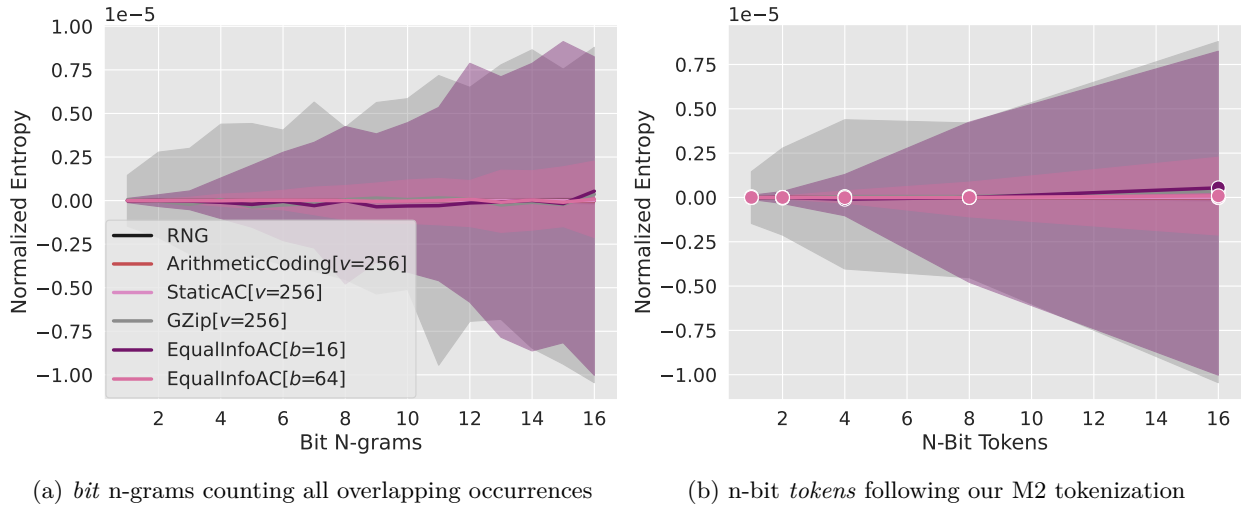 1e−5
1.00
0.75
0.50
0.25
0.00
−0.25
−0.50
−0.75
−1.00
Normalized Entropy
RNG
ArithmeticCoding[v=256]
StaticAC[v=256]
GZip[v=256]
EqualInfoAC[b=16]
EqualInfoAC[b=64]
2 4 6 8 10 12 14 16
Bit N-grams
(a) bit n-grams counting all overlapping occurrences
1e−5
0.75
0.50
0.25
0.00
−0.25
−0.50
−0.75
−1.00
Normalized Entropy
2 4 6 8 10 12 14 16
N-Bit Tokens
(b) n-bit tokens following our M2 tokenization